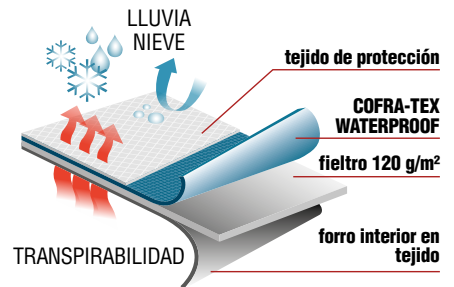 LLUVIA
NIEVE
tejido de protección
COFRA-TEX
WATERPROOF
fieltro 120 g/m²
forro interior en
tejido
TRANSPIRABILIDAD